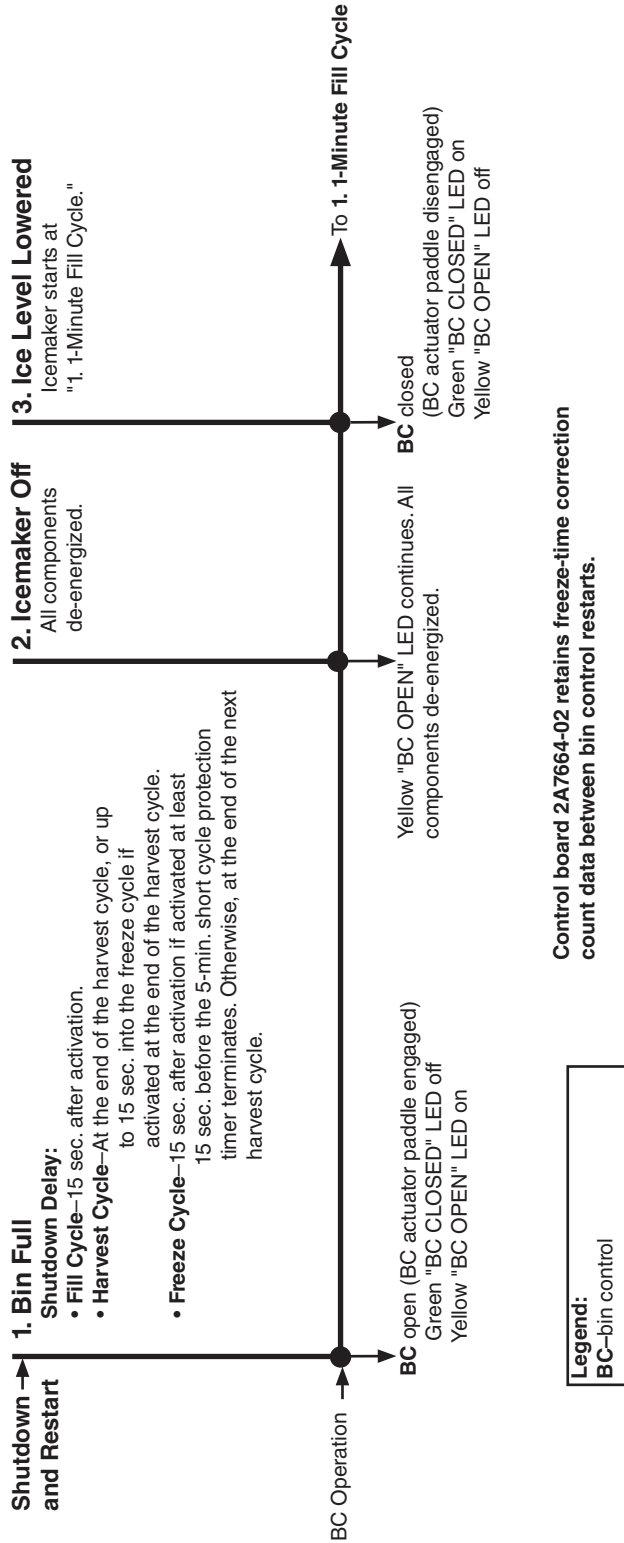 Shutdown
and Restart
1. Bin Full
Shutdown Delay:
• Fill Cycle–15 sec. after activation.
• Harvest Cycle–At the end of the harvest cycle, or up
to 15 sec. into the freeze cycle if
activated at the end of the harvest cycle.
• Freeze Cycle–15 sec. after activation if activated at least
15 sec. before the 5-min. short cycle protection
timer terminates. Otherwise, at the end of the next
harvest cycle.
2. Icemaker Off
All components
de-energized.
3. Ice Level Lowered
Icemaker starts at
"1. 1-Minute Fill Cycle."
BC Operation
To 1. 1-Minute Fill Cycle
BC open (BC actuator paddle engaged)
Green "BC CLOSED" LED off
Yellow "BC OPEN" LED on
Yellow "BC OPEN" LED continues. All
components de-energized.
BC closed
(BC actuator paddle disengaged)
Green "BC CLOSED" LED on
Yellow "BC OPEN" LED off
Legend:
BC–bin control
Control board 2A7664-02 retains freeze-time correction
count data between bin control restarts.